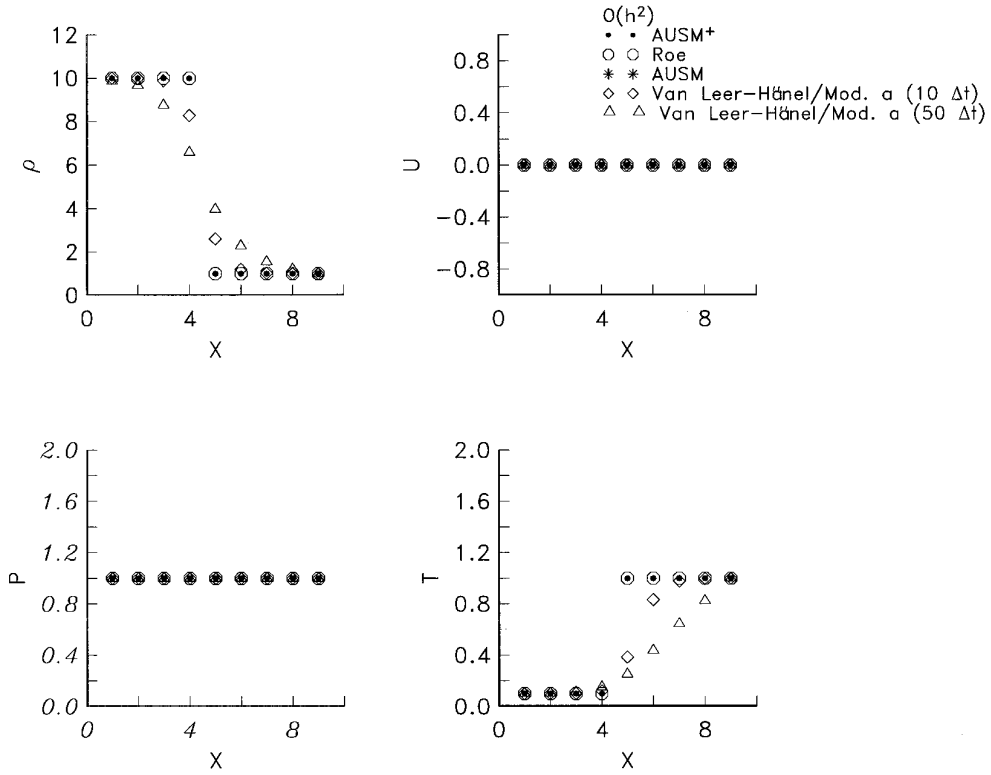 O(h²)
AUSM⁺
Roe
AUSM
Van Leer-Hänel/Mod. a (10 Δt)
Van Leer-Hänel/Mod. a (50 Δt)
12
10
8
6
4
2
0
ρ
0 4 8
X
0.8
0.4
0.0
−0.4
−0.8
U
0 4 8
X
2.0
1.6
1.2
0.8
0.4
0.0
P
0 4 8
X
2.0
1.6
1.2
0.8
0.4
0.0
T
0 4 8
X